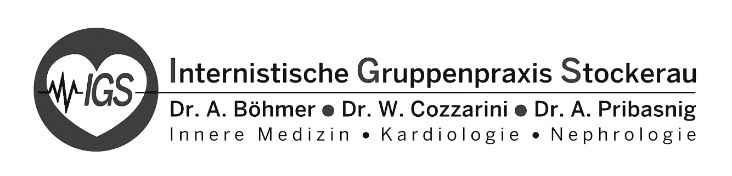 IGS
Internistische Gruppenpraxis Stockerau
Dr. A. Böhmer ● Dr. W. Cozzarini ● Dr. A. Pribasnig
Innere Medizin • Kardiologie • Nephrologie